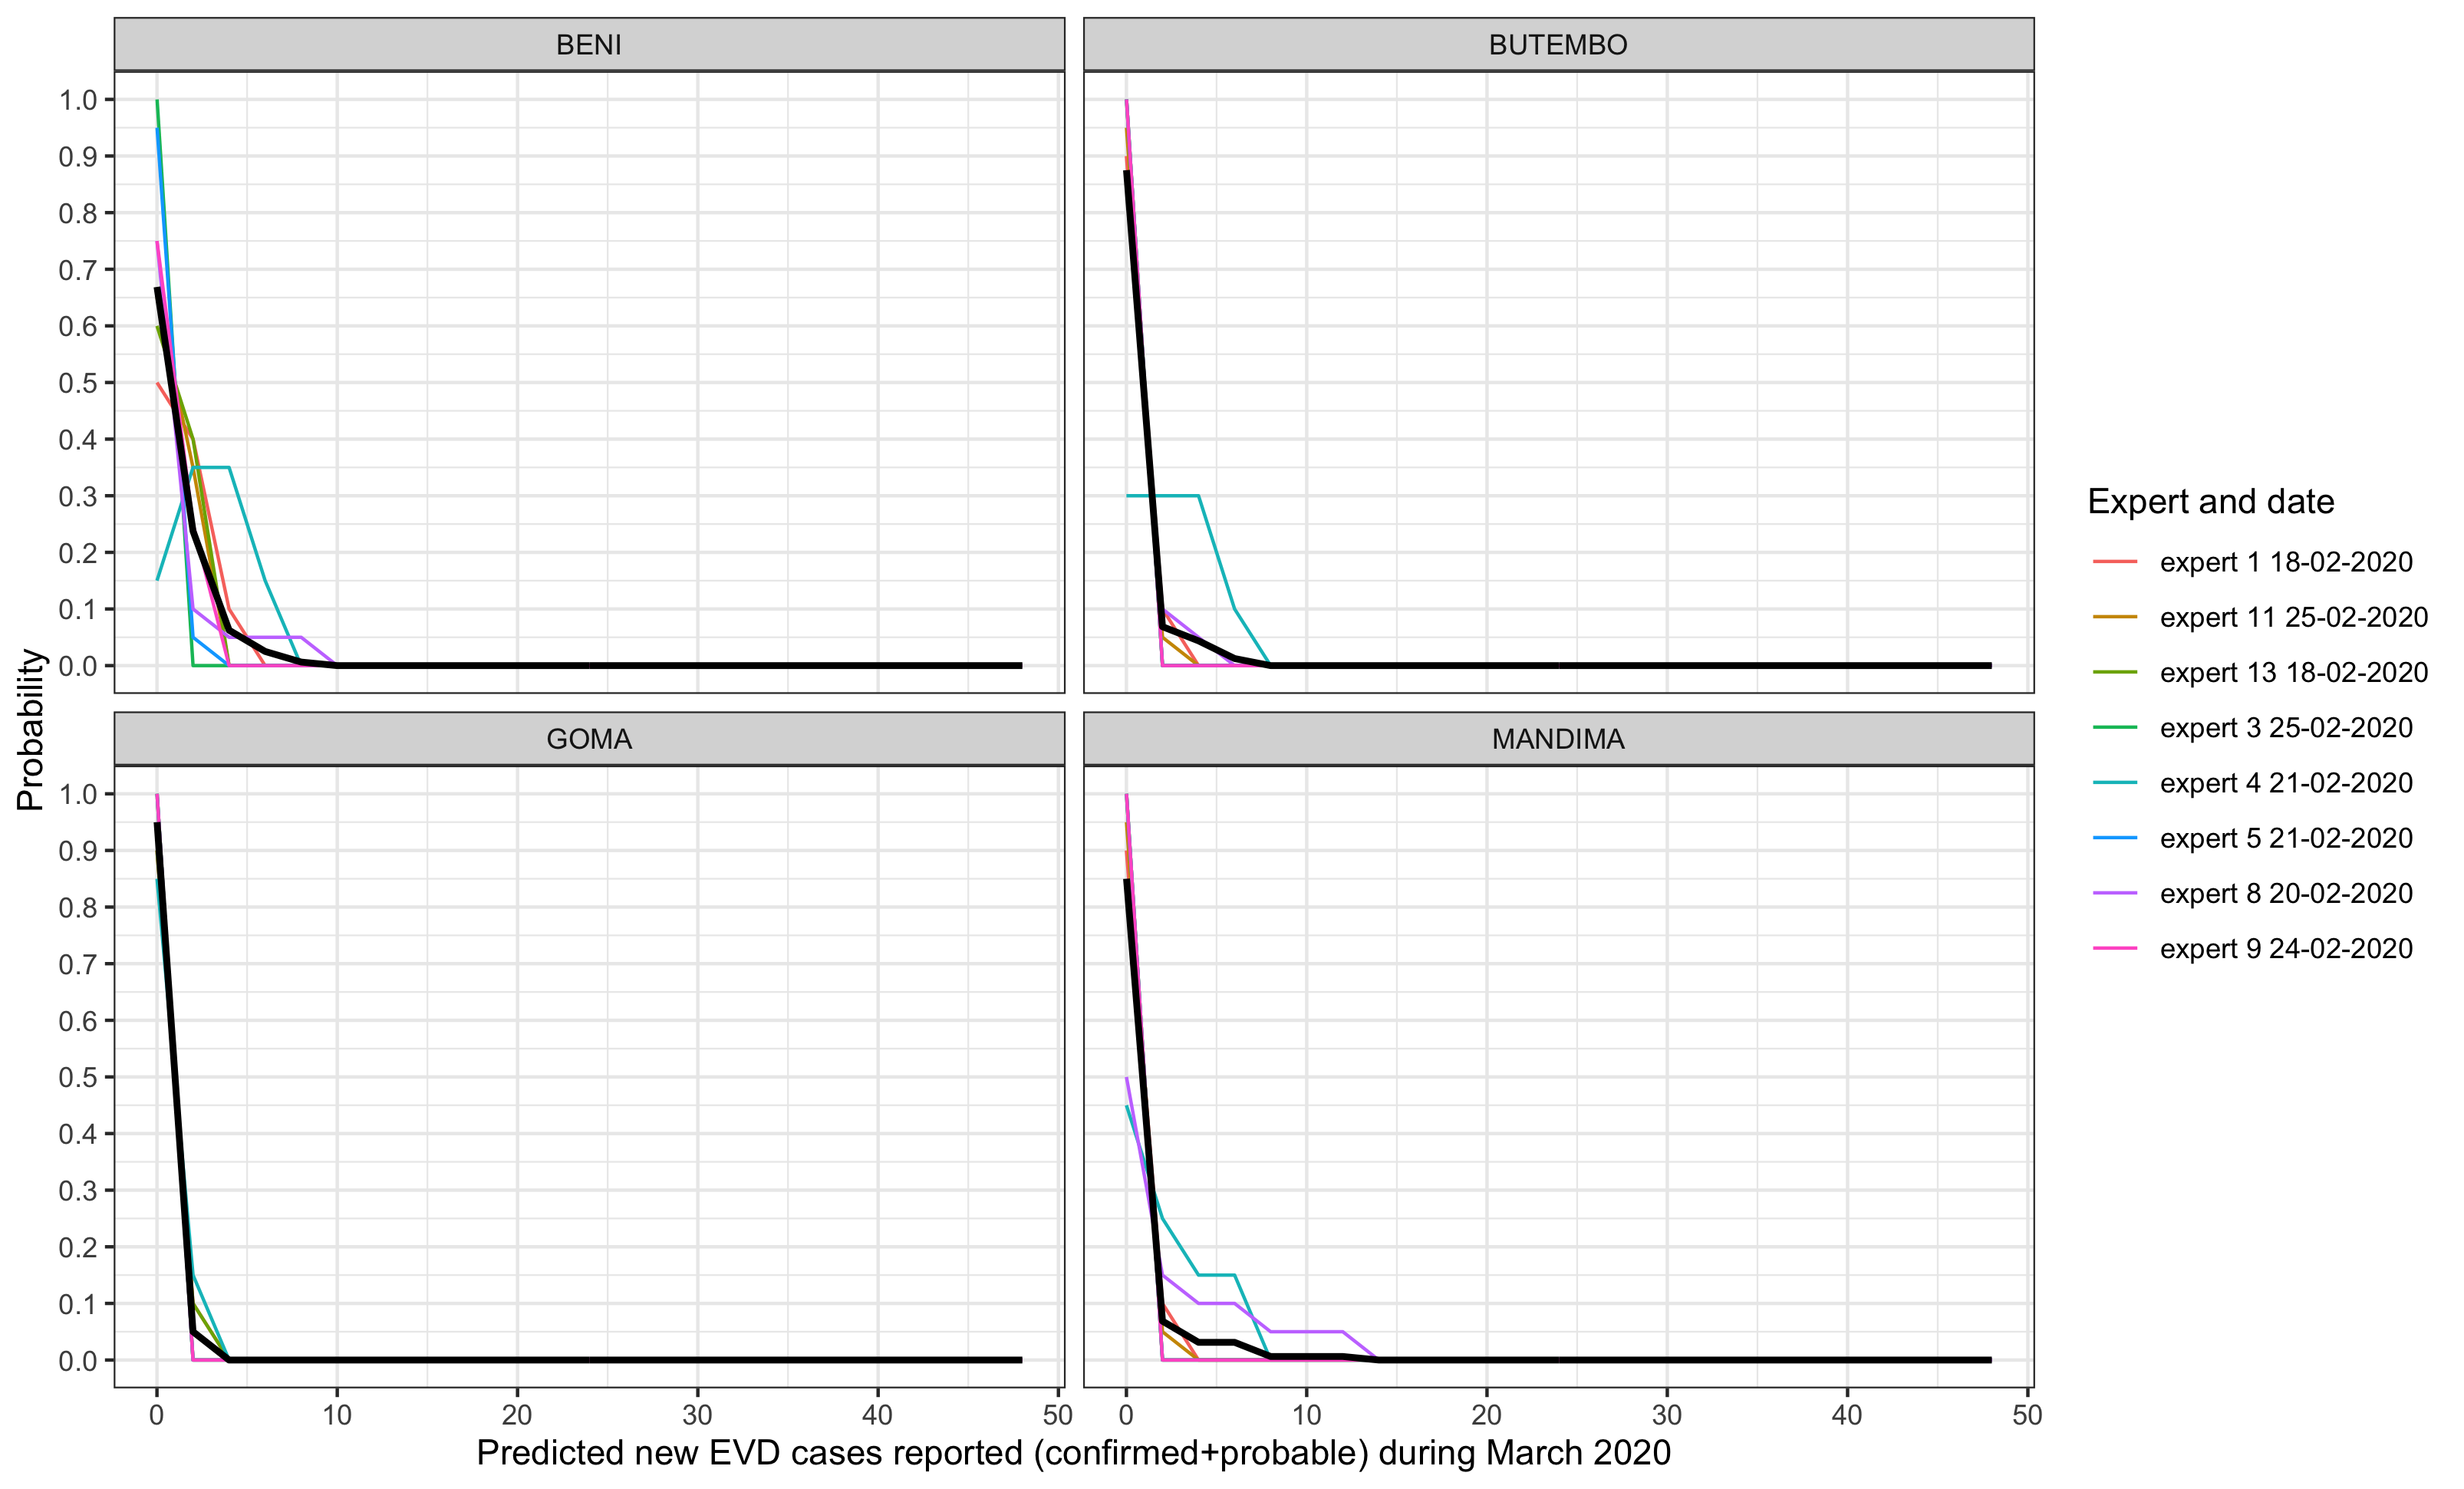 BENI
BUTEMBO
1.0
0.9
0.8
0.7
0.6
0.5
0.4
0.3
0.2
0.1
0.0
GOMA
MANDIMA
1.0
0.9
0.8
0.7
0.6
0.5
0.4
0.3
0.2
0.1
0.0
0 10 20 30 40 50
0 10 20 30 40 50
Probability
Predicted new EVD cases reported (confirmed+probable) during March 2020
Expert and date
expert 1 18-02-2020
expert 11 25-02-2020
expert 13 18-02-2020
expert 3 25-02-2020
expert 4 21-02-2020
expert 5 21-02-2020
expert 8 20-02-2020
expert 9 24-02-2020